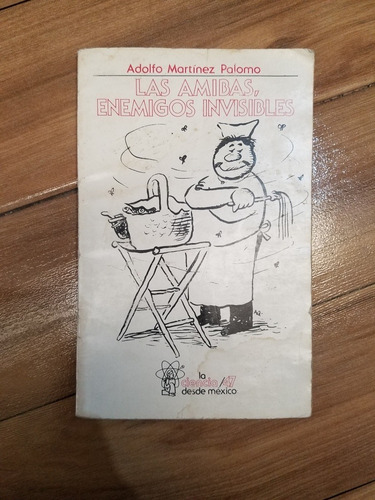 Adolfo Martínez Palomo
LAS AMIBAS,
ENEMIGOS INVISIBLES
la
ciencia/47
desde méxico